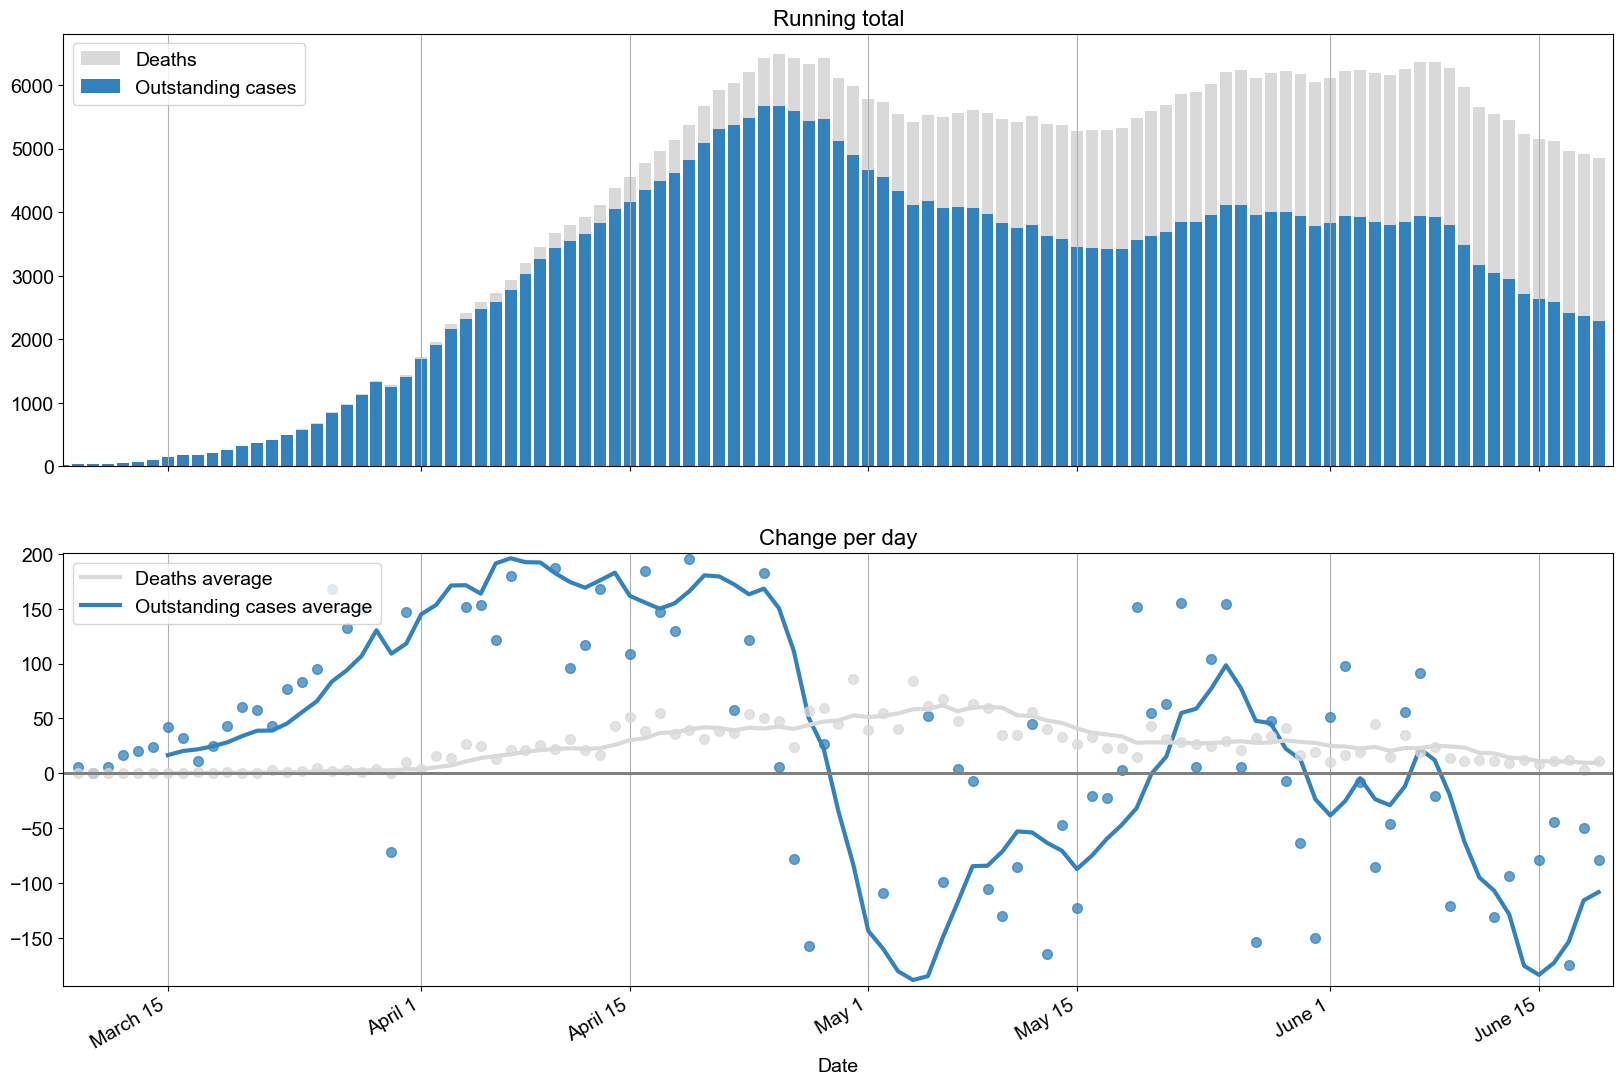 Running total
Deaths
Outstanding cases
6000
5000
4000
3000
2000
1000
0
Change per day
Deaths average
Outstanding cases average
200
150
100
50
0
−50
−100
−150
March 15
April 1
April 15
May 1
May 15
June 1
June 15
Date